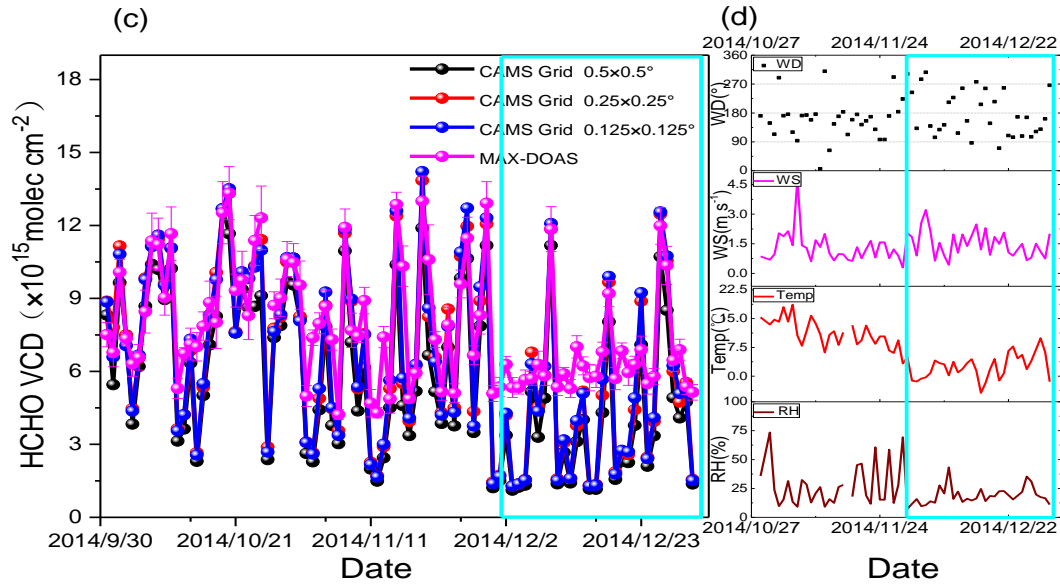 (c)
HCHO VCD (×10¹⁵molec cm⁻²)
18
15
12
9
6
3
0
CAMS Grid 0.5×0.5°
CAMS Grid 0.25×0.25°
CAMS Grid 0.125×0.125°
MAX-DOAS
2014/9/30 2014/10/21 2014/11/11 2014/12/2 2014/12/23
Date
(d)
2014/10/27 2014/11/24 2014/12/22
WD(°)
360
270
180
90
0
WD
WS(m s⁻¹)
4.5
3.0
1.5
0.0
WS
Temp(℃)
22.5
15.0
7.5
0.0
Temp
RH(%)
100
75
50
25
0
RH
2014/10/27 2014/11/24 2014/12/22
Date